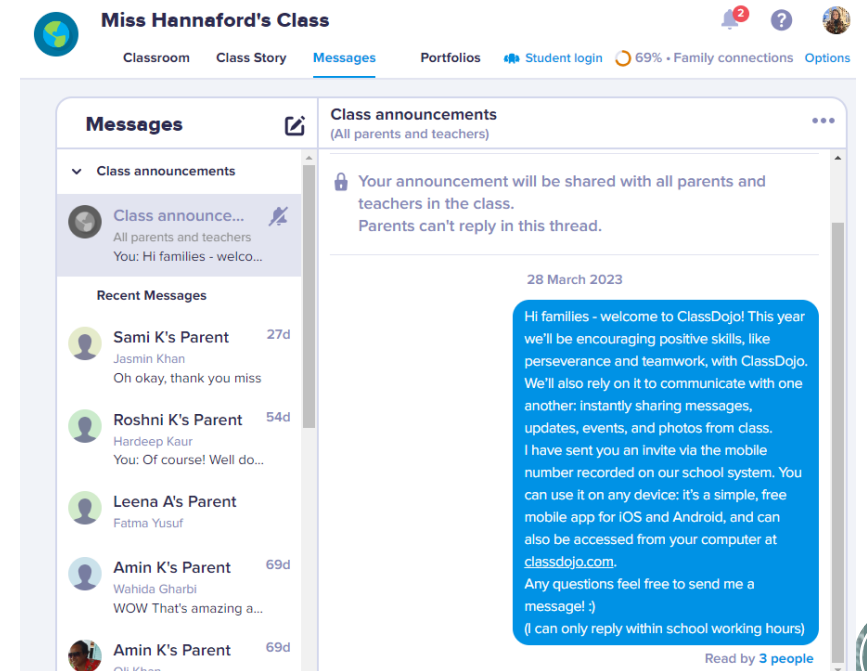 Miss Hannaford's Class
2
?
Classroom Class Story Messages Portfolios Student login 69% • Family connections Options
Messages
Class announcements
Class announce...
All parents and teachers
You: Hi families - welco...
Recent Messages
Sami K's Parent 27d
Jasmin Khan
Oh okay, thank you miss
Roshni K's Parent 54d
Hardeep Kaur
You: Of course! Well do...
Leena A's Parent
Fatma Yusuf
Amin K's Parent 69d
Wahida Gharbi
WOW That's amazing a...
Amin K's Parent 69d
Oli Khan
Class announcements
(All parents and teachers)
Your announcement will be shared with all parents and
teachers in the class.
Parents can't reply in this thread.
28 March 2023
Hi families - welcome to ClassDojo! This year
we'll be encouraging positive skills, like
perseverance and teamwork, with ClassDojo.
We'll also rely on it to communicate with one
another: instantly sharing messages,
updates, events, and photos from class.
I have sent you an invite via the mobile
number recorded on our school system. You
can use it on any device: it's a simple, free
mobile app for iOS and Android, and can
also be accessed from your computer at
classdojo.com.
Any questions feel free to send me a
message! :)
(I can only reply within school working hours)
Read by 3 people